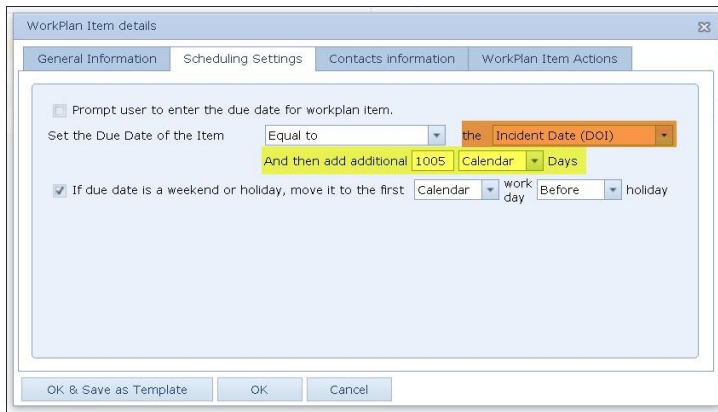 WorkPlan Item details
General Information Scheduling Settings Contacts information WorkPlan Item Actions
Prompt user to enter the due date for workplan item.
Set the Due Date of the Item Equal to the Incident Date (DOI)
And then add additional 1005 Calendar Days
If due date is a weekend or holiday, move it to the first Calendar work day Before holiday
OK & Save as Template OK Cancel